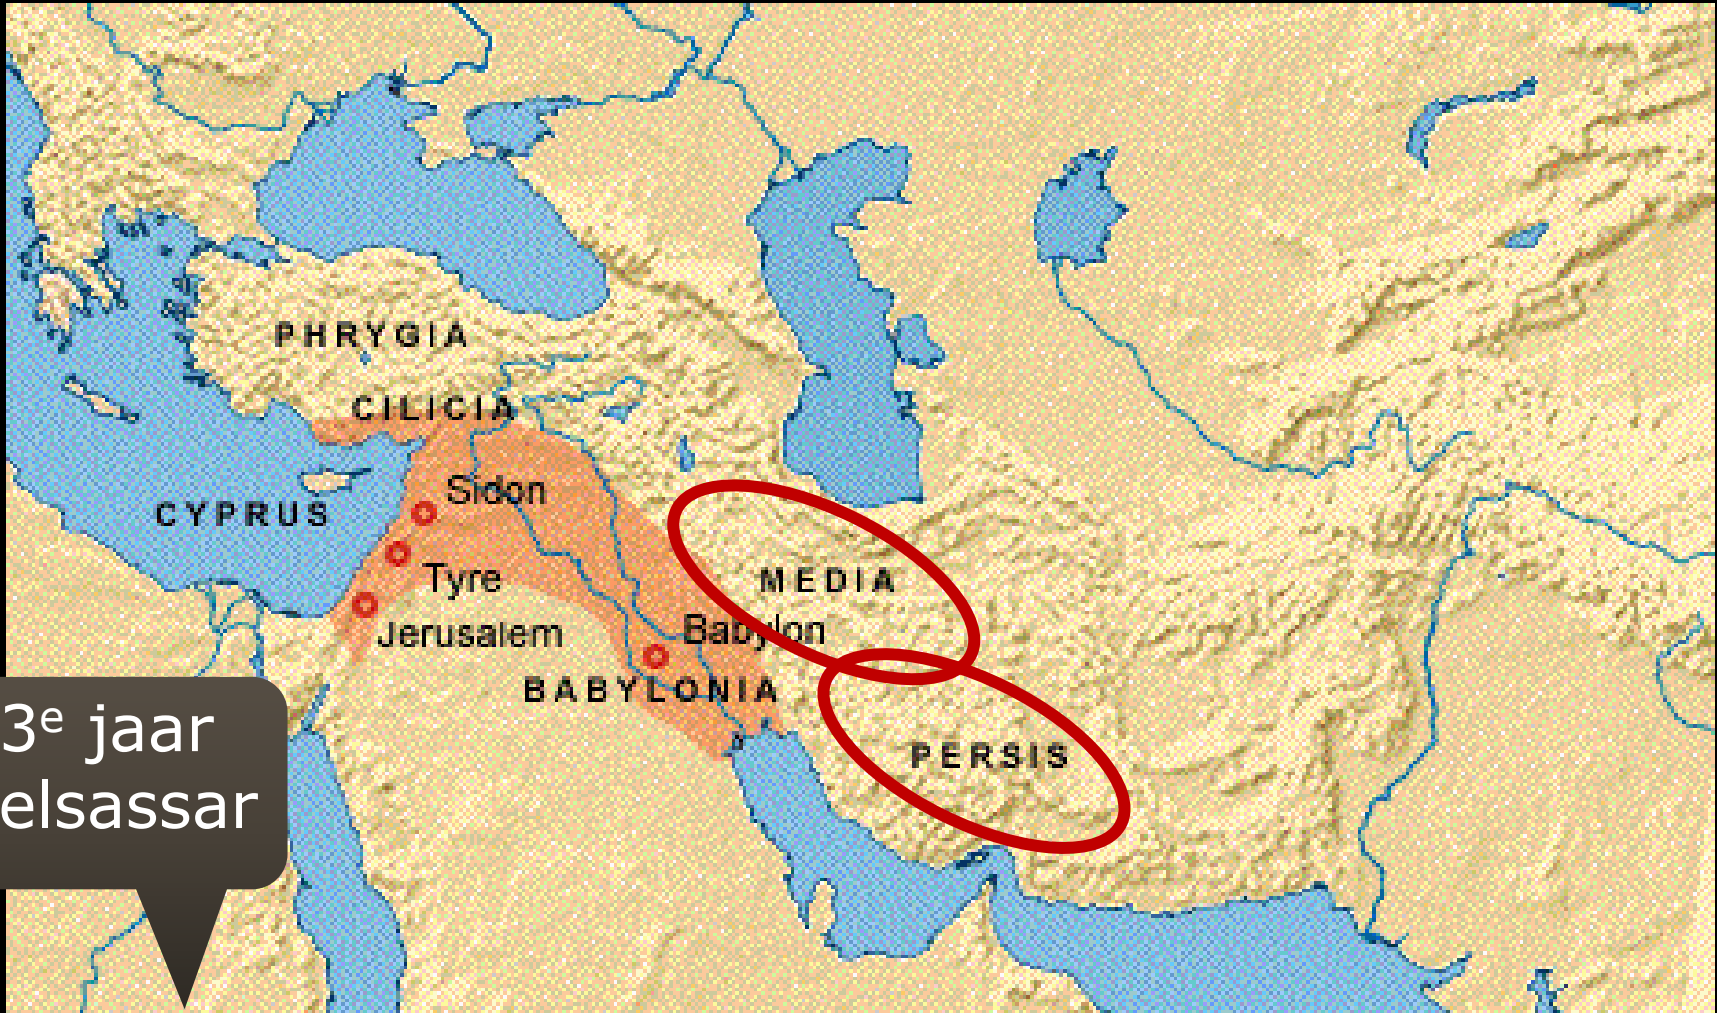 PHRYGIA
CILICIA
Sidon
CYPRUS
MEDIA
Tyre
Babylon
Jerusalem
BABYLONIA
3e jaar
elsassar
PERSIS